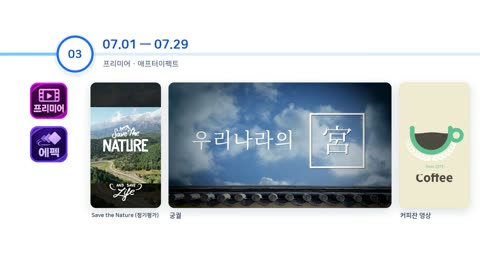 03
07.01 — 07.29
프리미어 · 애프터이펙트
프리미어
에펙
Save the
NATURE
AND SAVE
Life
우리나라의 宮
Coffee
Save the Nature (정기평가)
궁궐
커피잔 영상